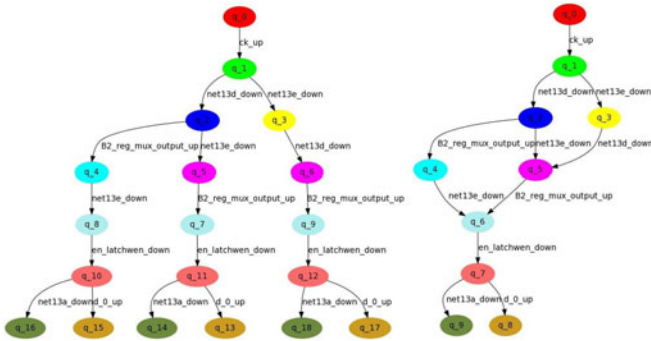 q_0 q_0
ck_up ck_up
q_1 q_1
net13d_down net13e_down net13d_down net13e_down
q_2 q_3 q_2 q_3
B2_reg_mux_output_up net13e_down net13d_down B2_reg_mux_output_up net13e_down net13d_down
q_4 q_5 q_6 q_4 q_5
net13e_down B2_reg_mux_output_up B2_reg_mux_output_up net13e_down B2_reg_mux_output_up
q_8 q_7 q_9 q_6
en_latchwen_down en_latchwen_down en_latchwen_down en_latchwen_down
q_10 q_11 q_12 q_7
net13a_down d_0_up net13a_down d_0_up net13a_down d_0_up net13a_down d_0_up
q_16 q_15 q_14 q_13 q_18 q_17 q_9 q_8